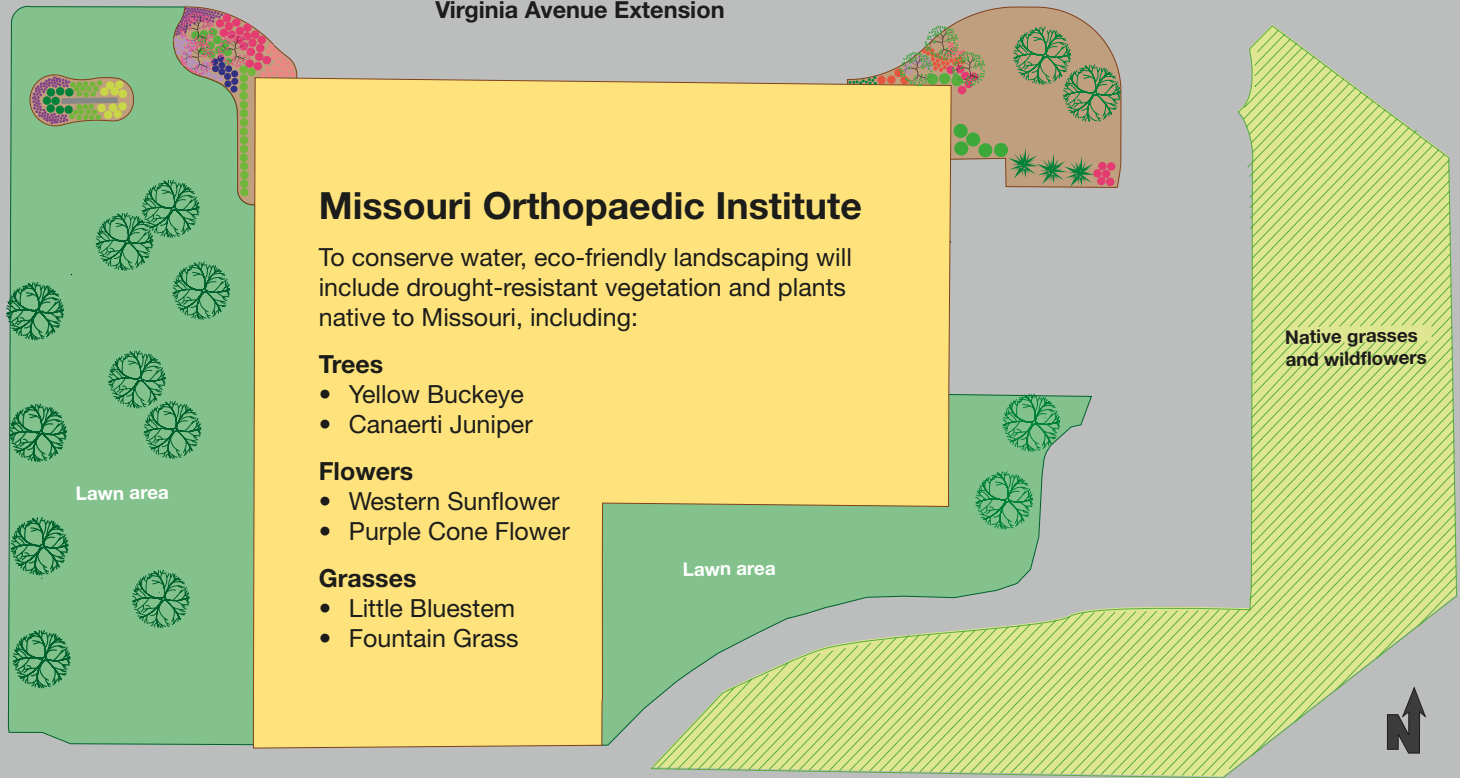 Virginia Avenue Extension
Missouri Orthopaedic Institute
To conserve water, eco-friendly landscaping will
include drought-resistant vegetation and plants
native to Missouri, including:
Trees
• Yellow Buckeye
• Canaerti Juniper
Flowers
• Western Sunflower
• Purple Cone Flower
Grasses
• Little Bluestem
• Fountain Grass
Lawn area
Lawn area
Native grasses
and wildflowers
N